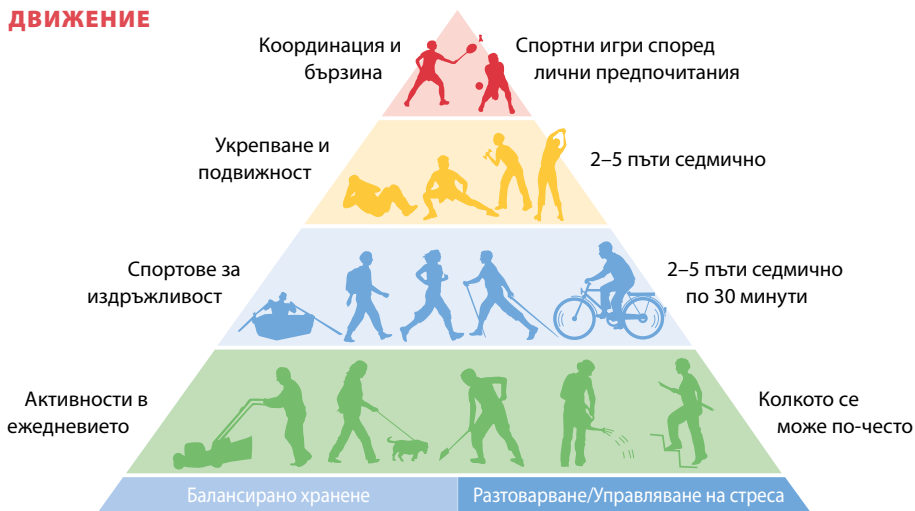 ДВИЖЕНИЕ
Координация и
бързина
Спортни игри според
лични предпочитания
Укрепване и
подвижност
2–5 пъти седмично
Спортове за
издръжливост
2–5 пъти седмично
по 30 минути
Активности в
ежедневието
Колкото се
може по-често
Балансирано хранене
Разтоварване/Управляване на стреса